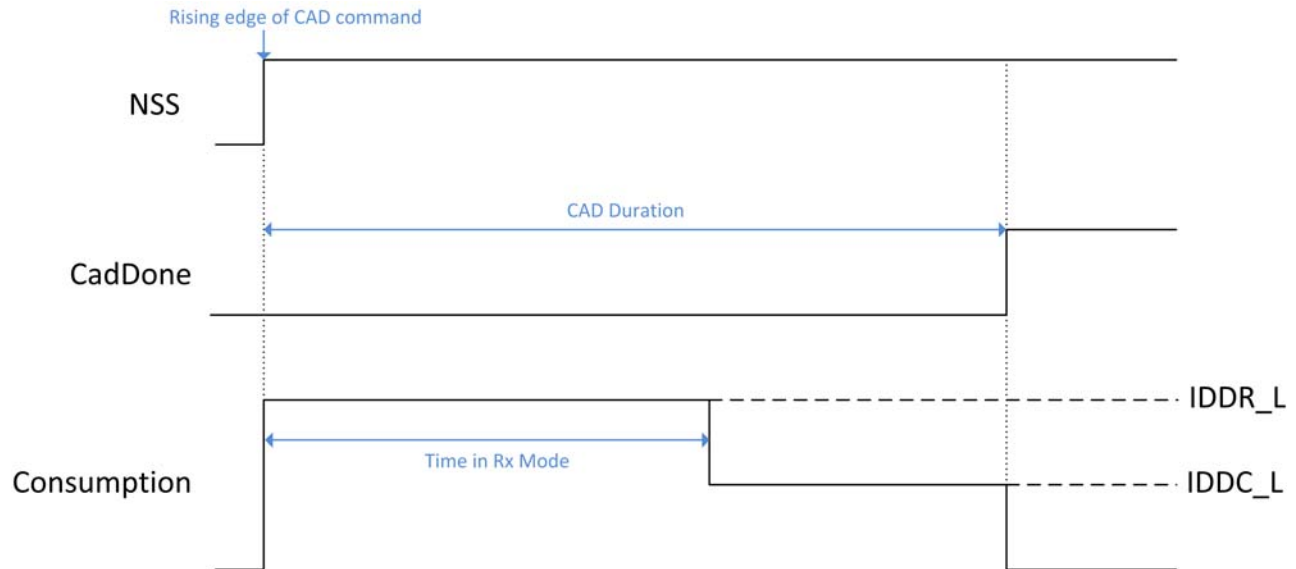 Rising edge of CAD command
NSS
CAD Duration
CadDone
IDDR_L
Time in Rx Mode
Consumption
IDDC_L